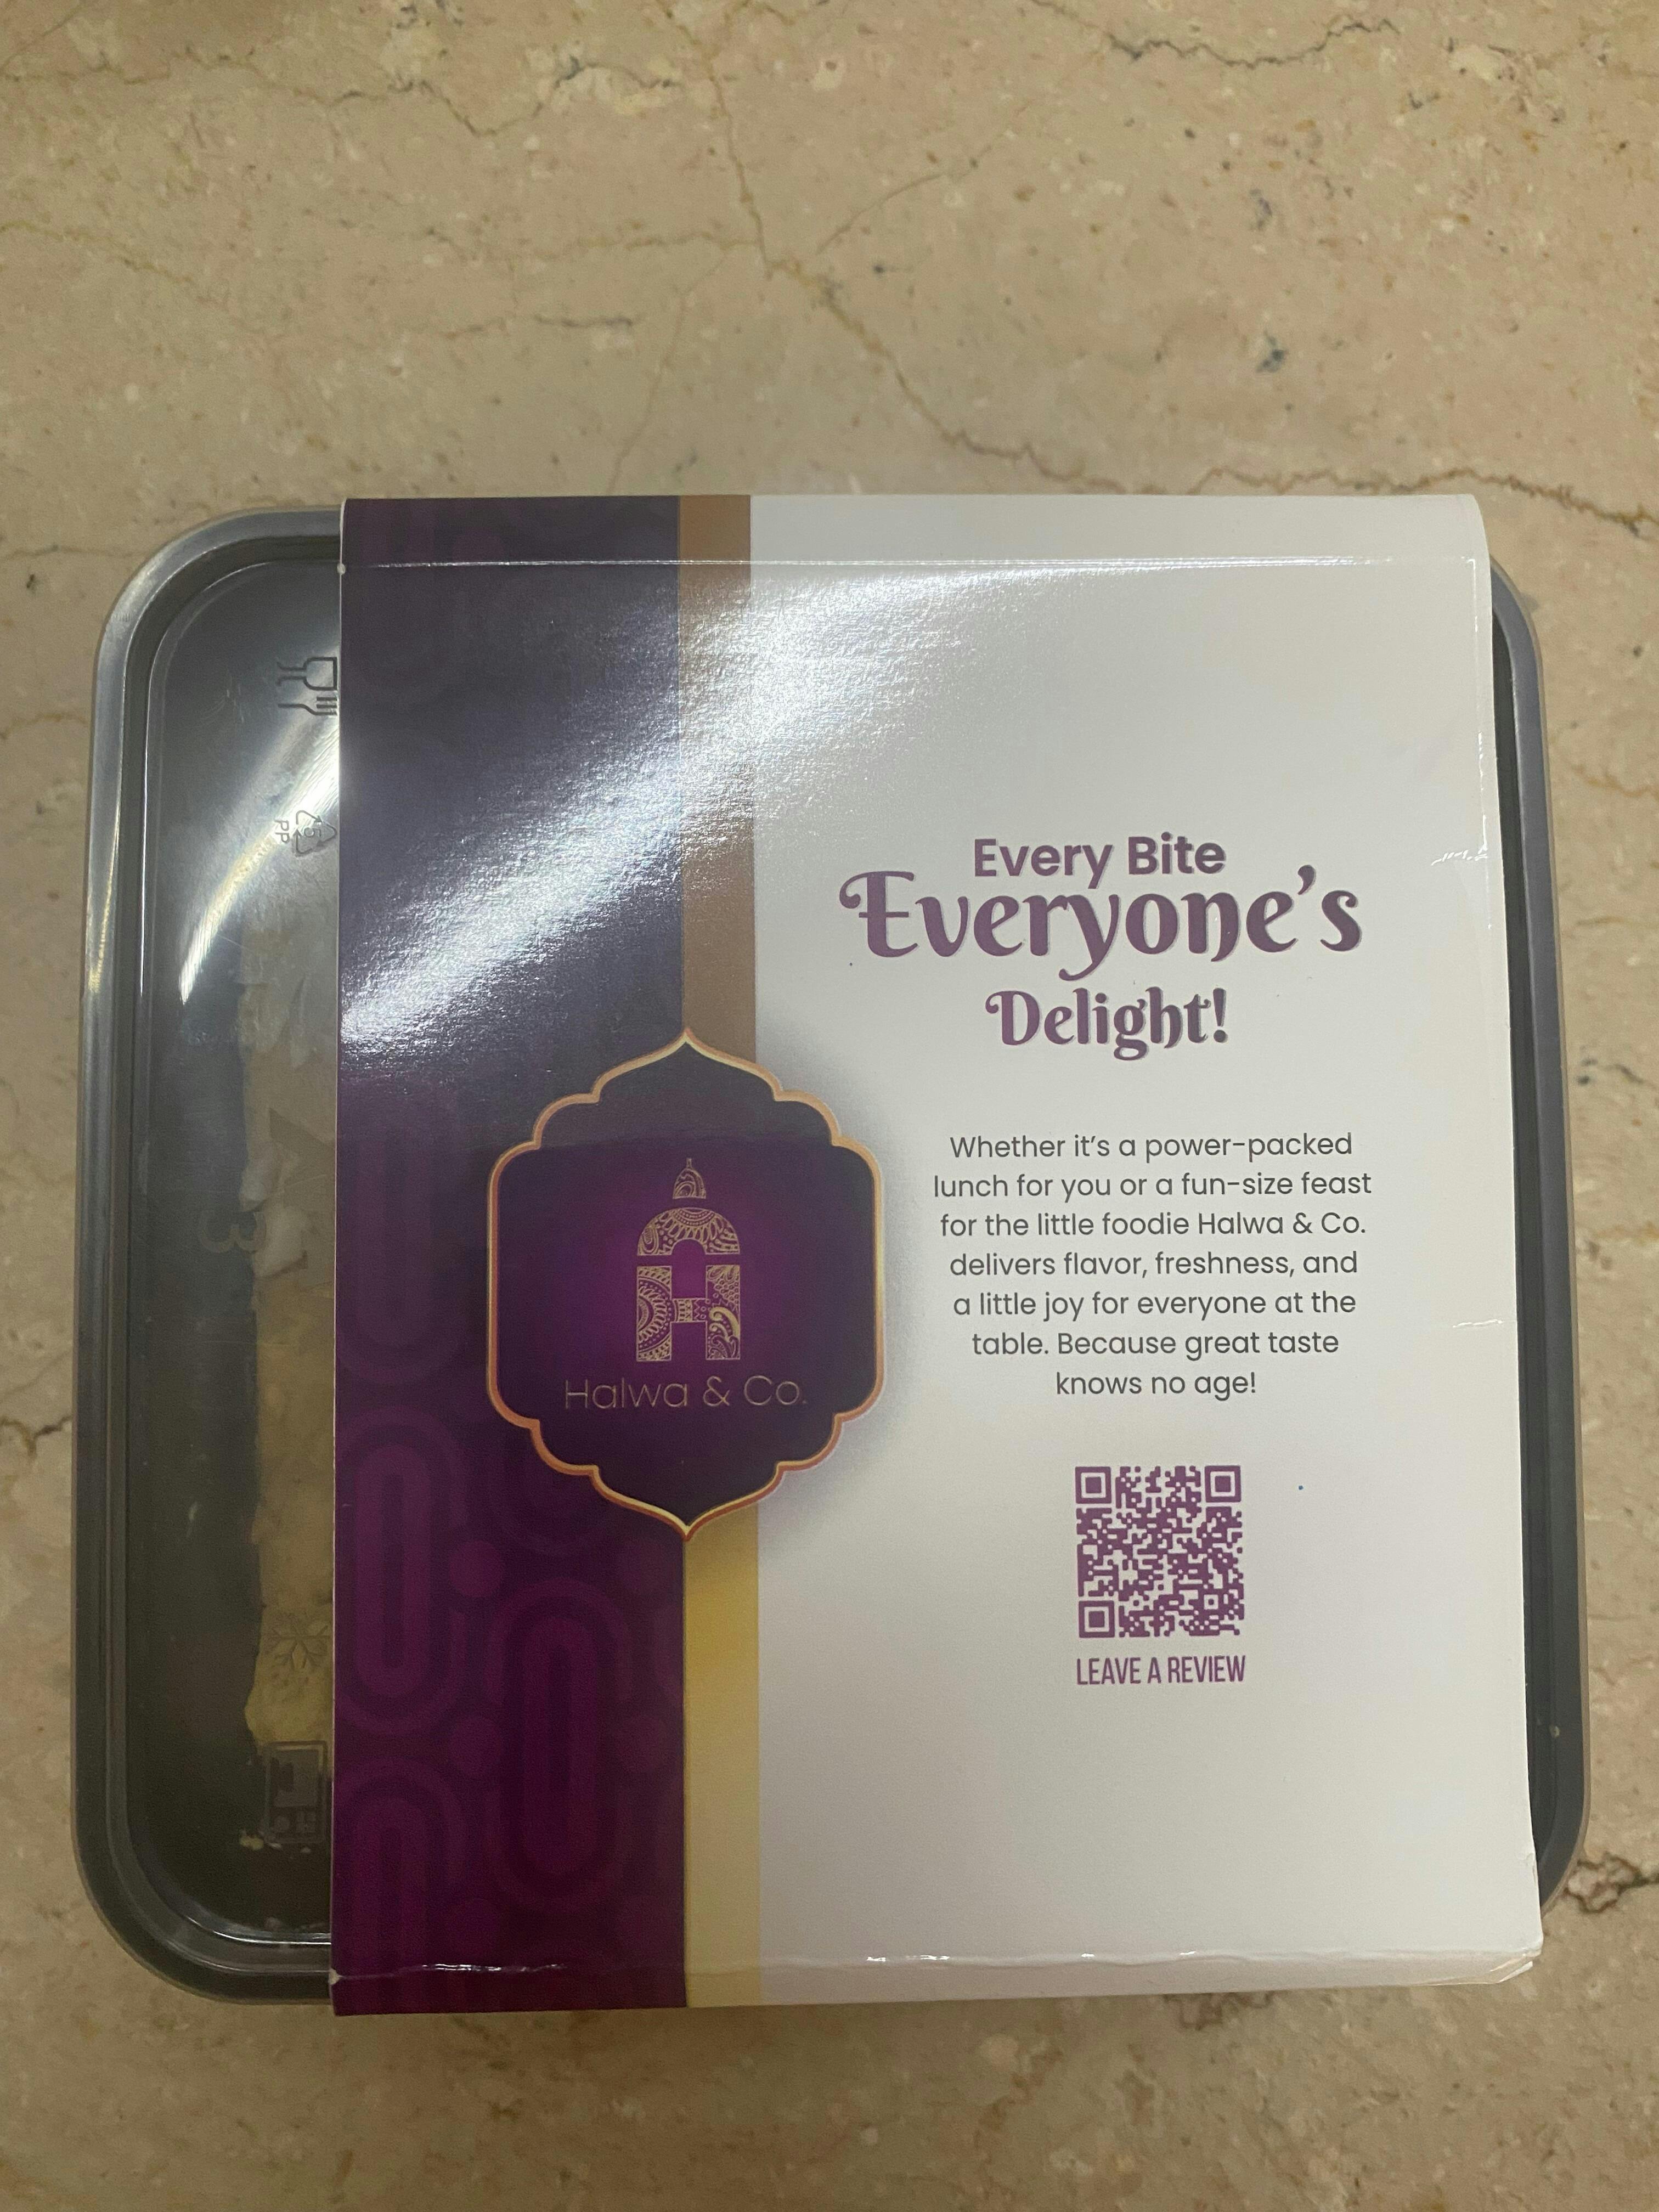 Every Bite
Everyone's
Delight!
Whether it's a power-packed
lunch for you or a fun-size feast
for the little foodie Halwa & Co.
delivers flavor, freshness, and
a little joy for everyone at the
table. Because great taste
knows no age!
LEAVE A REVIEW
H
Halwa & Co.
5
PP